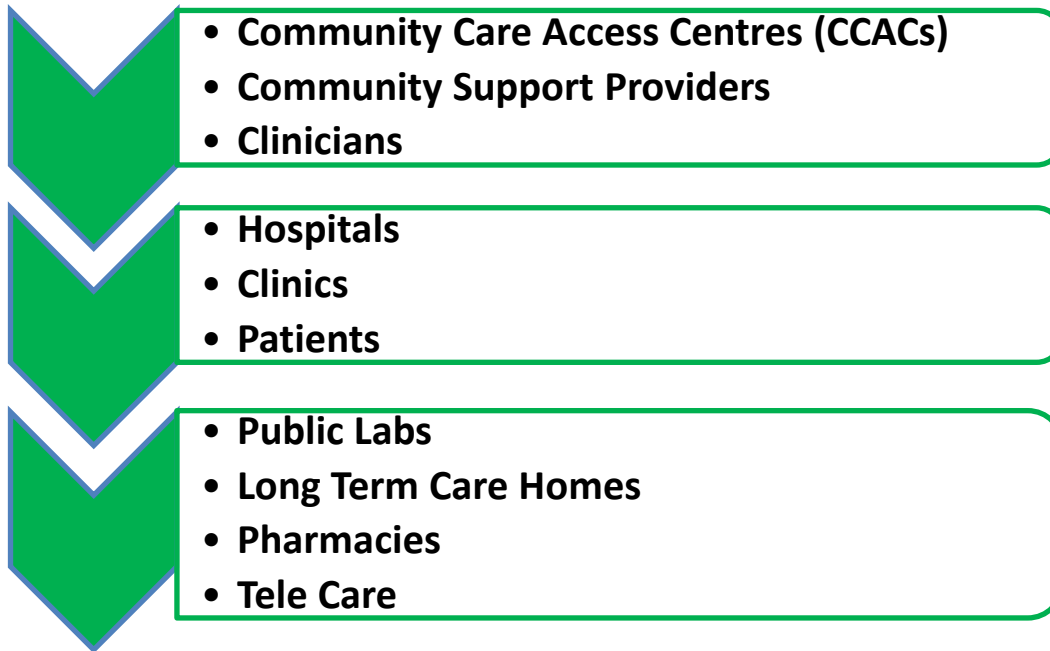 • Community Care Access Centres (CCACs)
• Community Support Providers
• Clinicians
• Hospitals
• Clinics
• Patients
• Public Labs
• Long Term Care Homes
• Pharmacies
• Tele Care